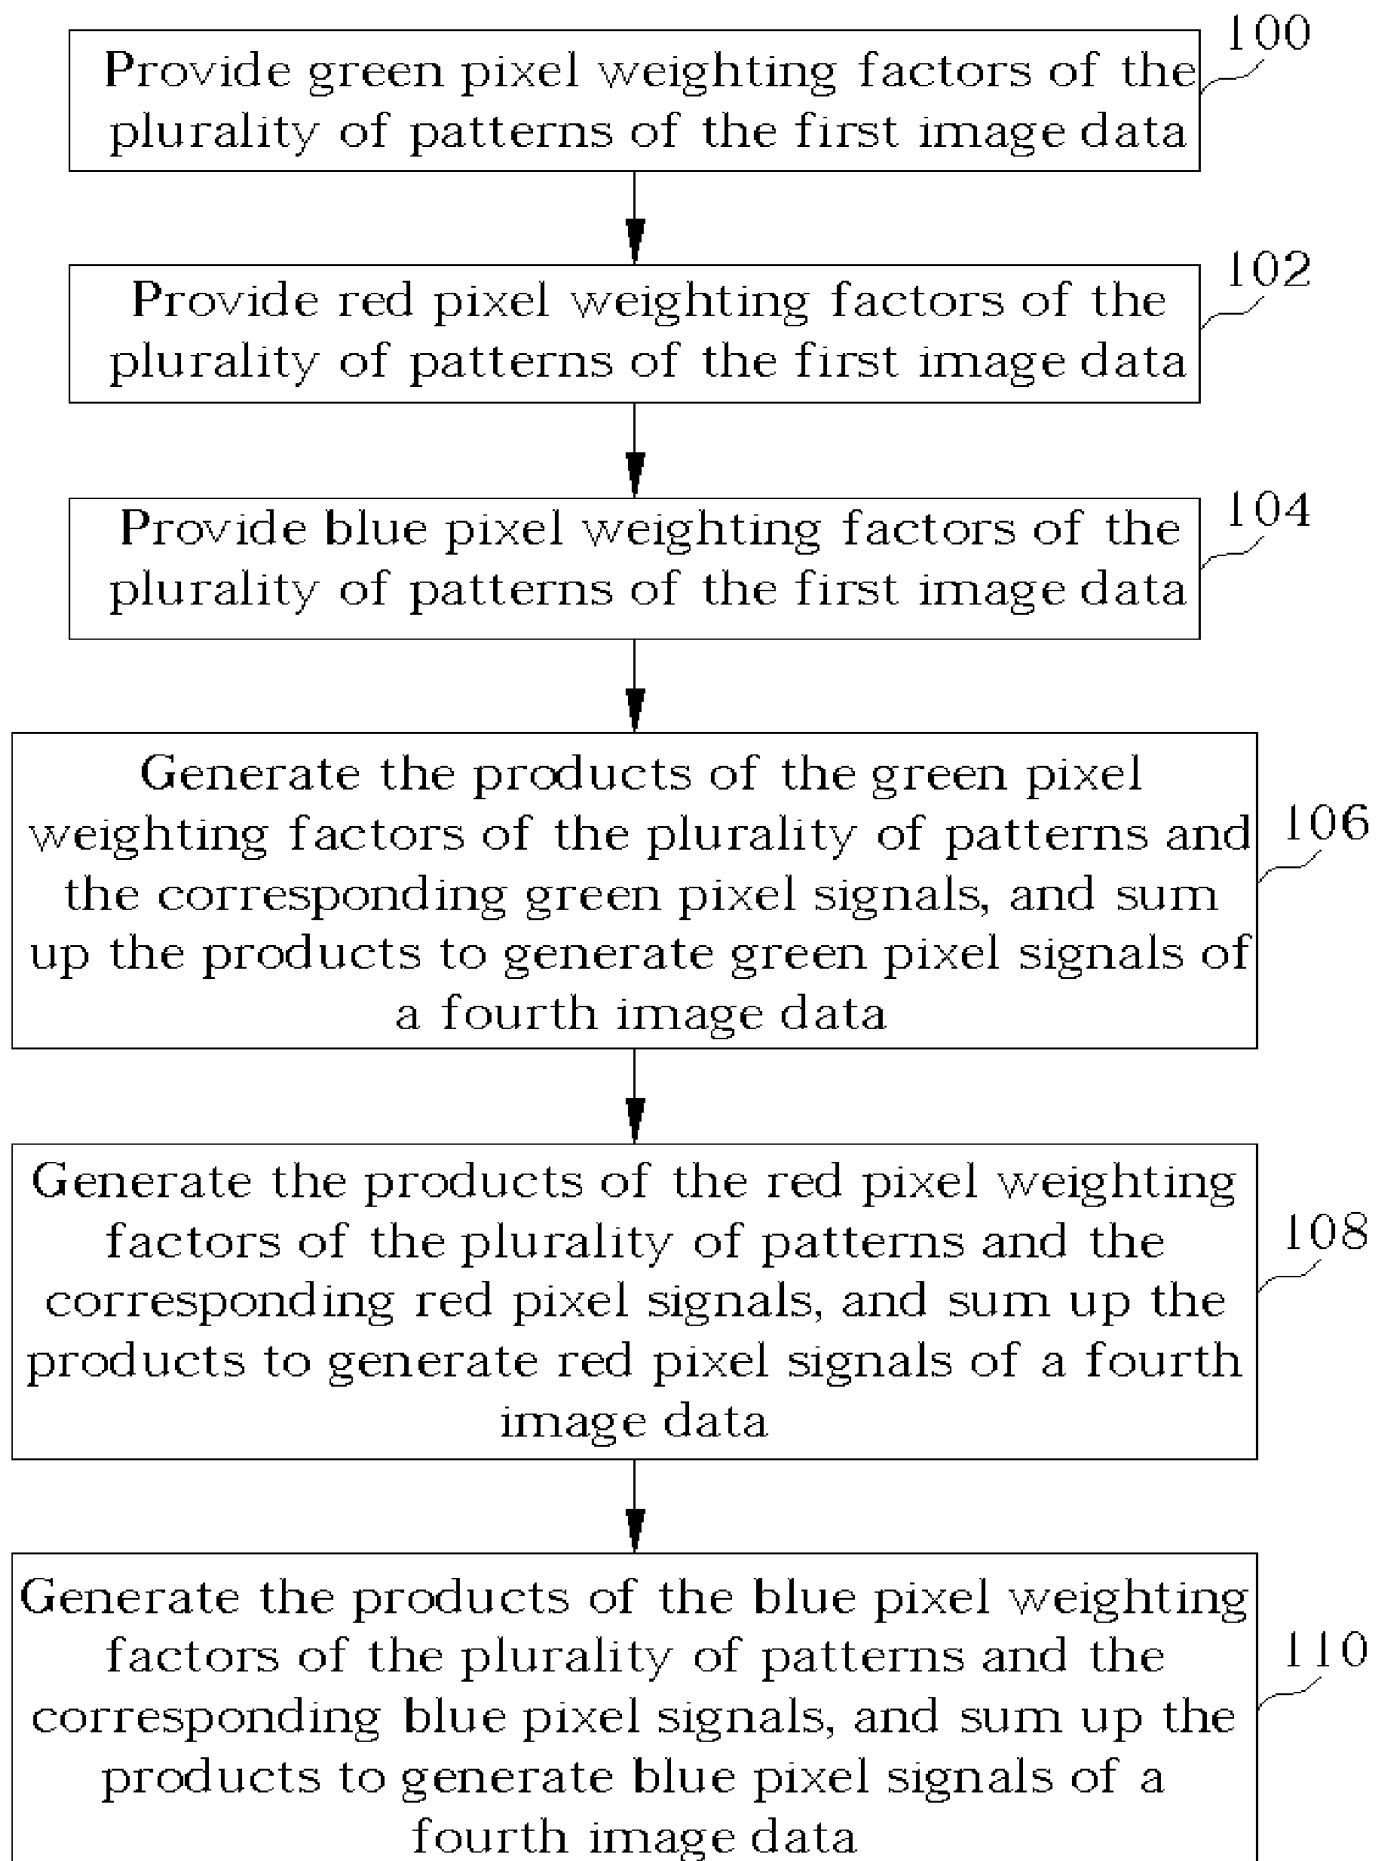 100
Provide green pixel weighting factors of the
plurality of patterns of the first image data
102
Provide red pixel weighting factors of the
plurality of patterns of the first image data
104
Provide blue pixel weighting factors of the
plurality of patterns of the first image data
106
Generate the products of the green pixel
weighting factors of the plurality of patterns and
the corresponding green pixel signals, and sum
up the products to generate green pixel signals of
a fourth image data
108
Generate the products of the red pixel weighting
factors of the plurality of patterns and the
corresponding red pixel signals, and sum up the
products to generate red pixel signals of a fourth
image data
110
Generate the products of the blue pixel weighting
factors of the plurality of patterns and the
corresponding blue pixel signals, and sum up the
products to generate blue pixel signals of a
fourth image data